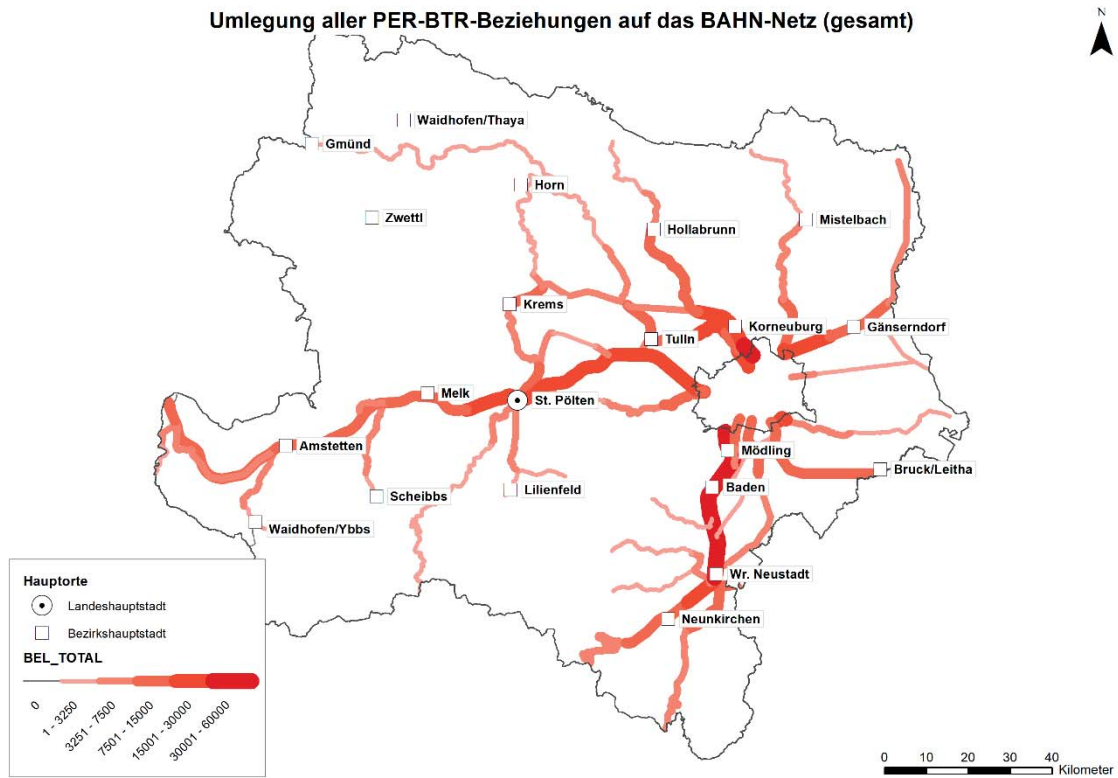 Umlegung aller PER-BTR-Beziehungen auf das BAHN-Netz (gesamt)
N
Waidhofen/Thaya
Gmünd
Horn
Zwettl
Hollabrunn
Mistelbach
Krems
Korneuburg
Gänserndorf
Tulln
Melk
St. Pölten
Amstetten
Mödling
Bruck/Leitha
Scheibbs
Lilienfeld
Baden
Waidhofen/Ybbs
Wr. Neustadt
Neunkirchen
Hauptorte
Landeshauptstadt
Bezirkshauptstadt
BEL_TOTAL
0
1 - 3250
3251 - 7500
7501 - 15000
15001 - 30000
30001 - 60000
0 10 20 30 40
Kilometer